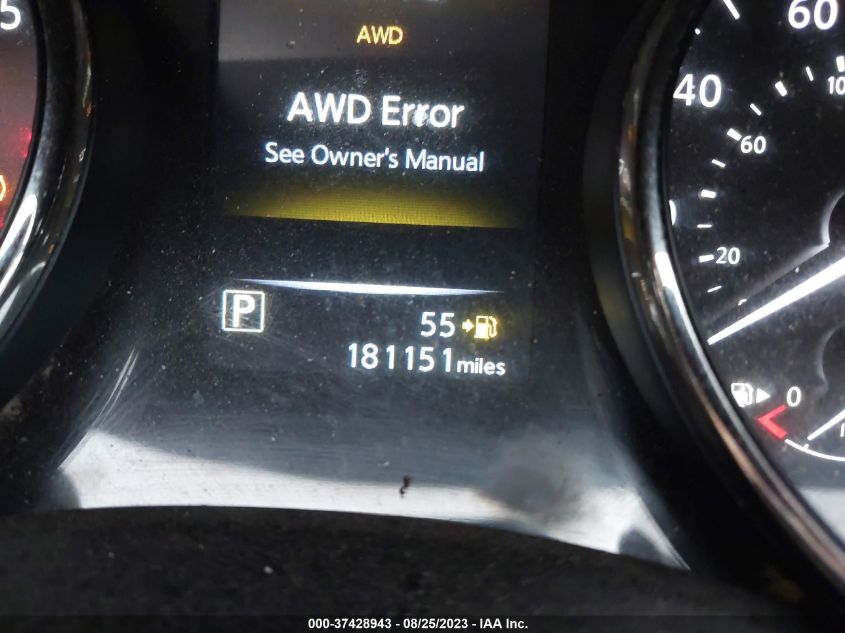 5
AWD
AWD Error
See Owner's Manual
P
55
181151 miles
60
40
60
20
0
000-37428943 / 08/25/2023 - IAA Inc.